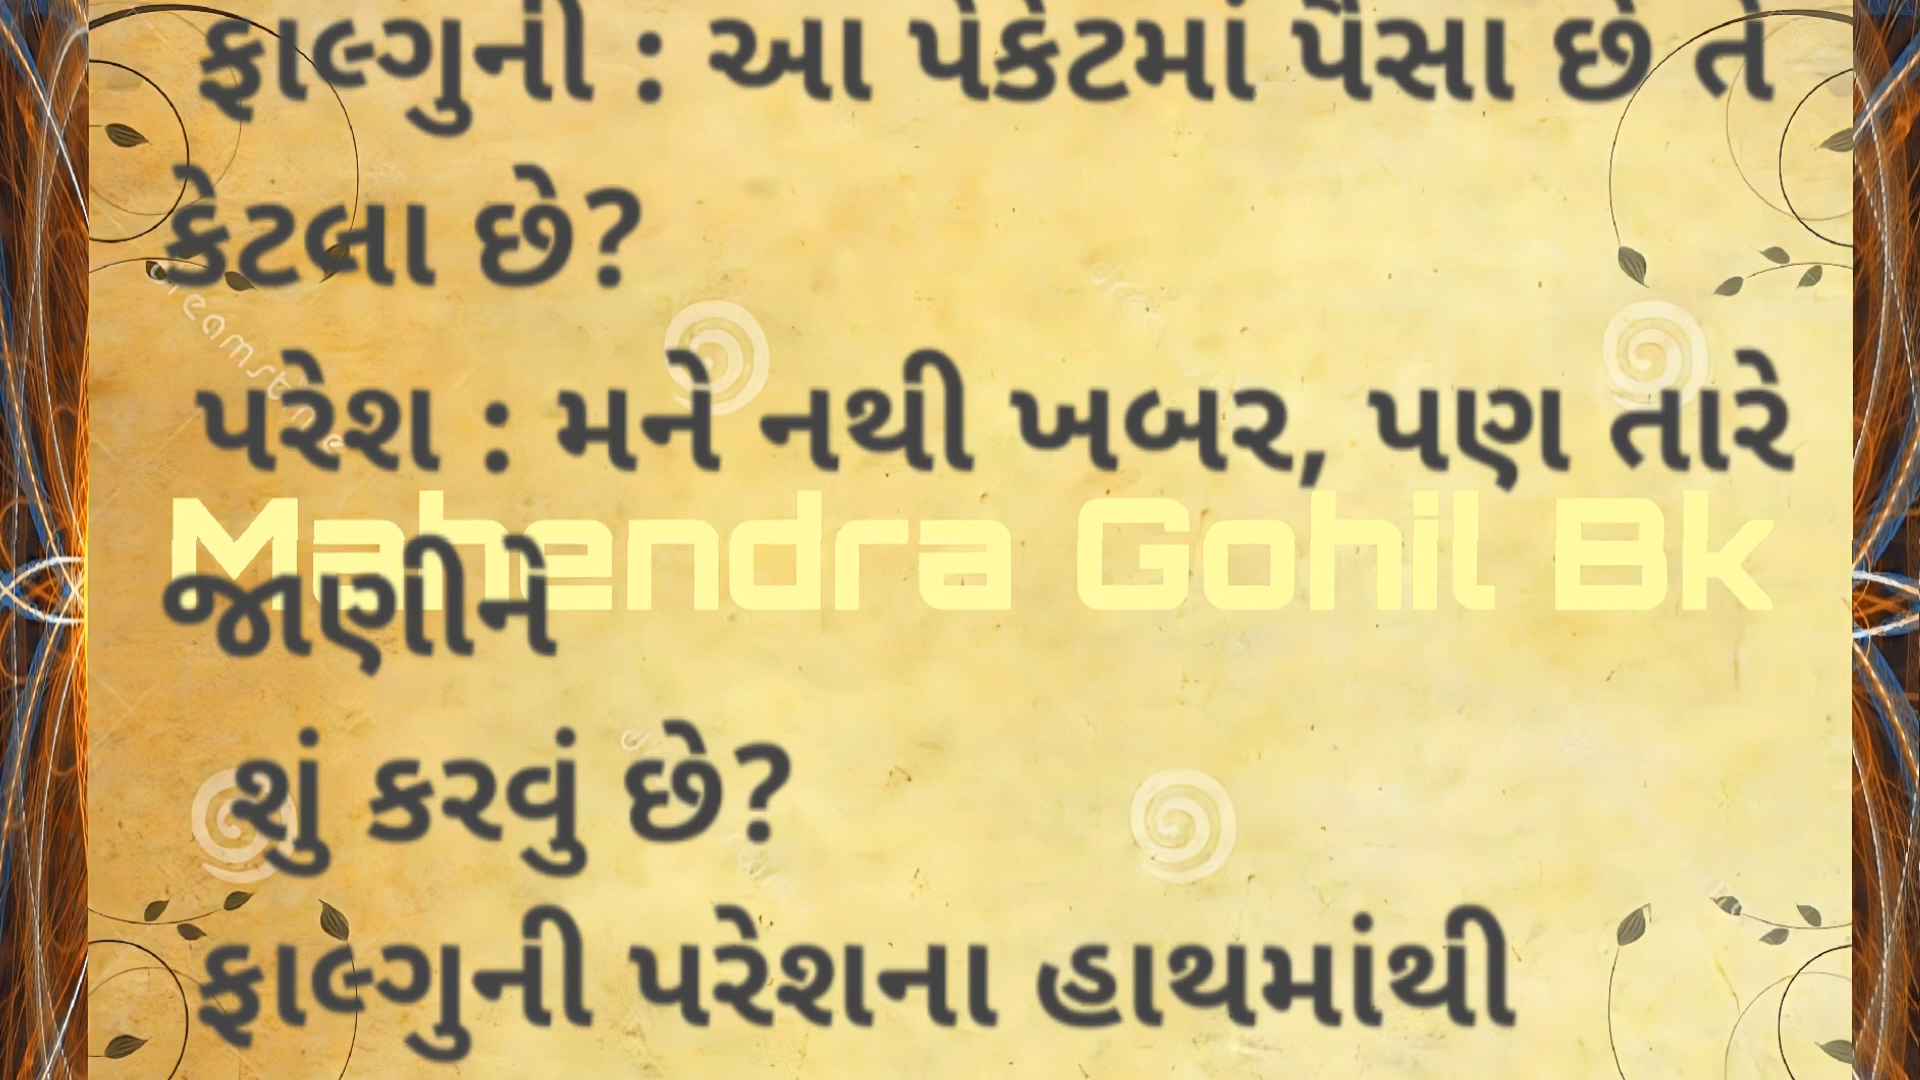 ફાલ્ગુની : આ પેકેટમાં પૈસા છે તે
કેટલા છે?
પરેશ : મને નથી ખબર, પણ તારે
Mahendra Gohil Bk
જાણીને
શું કરવું છે?
ફાલ્ગુની પરેશના હાથમાંથી